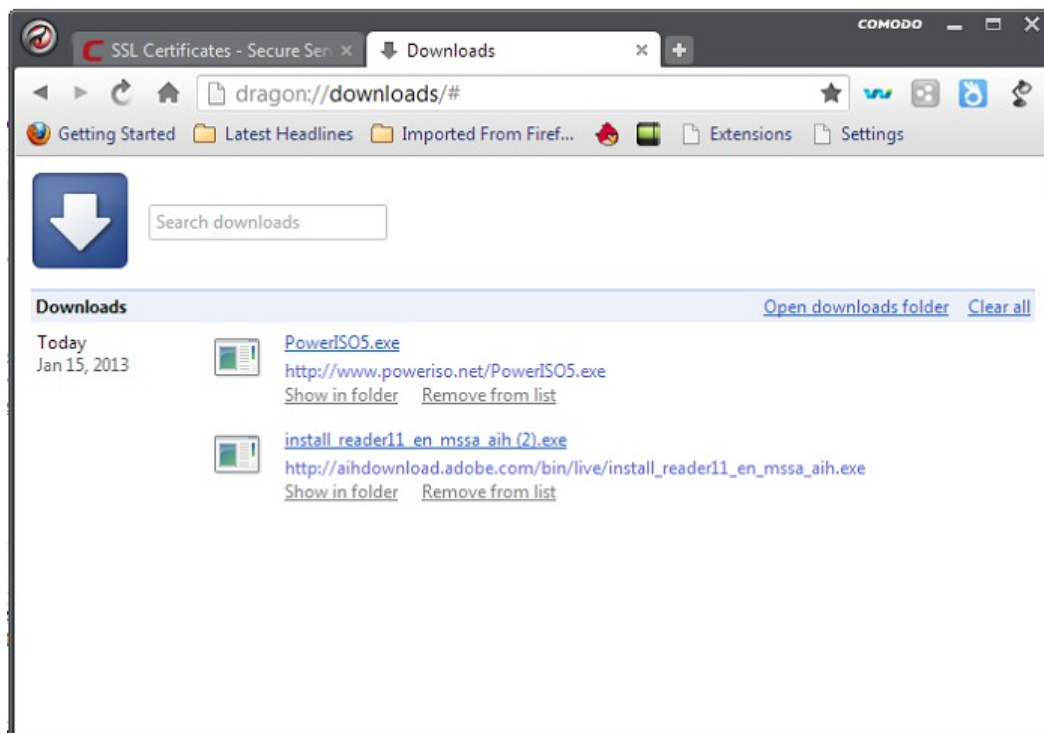 COMODO
SSL Certificates - Secure Ser
Downloads
dragon://downloads/#
Getting Started Latest Headlines Imported From Firef... Extensions Settings
Search downloads
Downloads Open downloads folder Clear all
Today PowerISO5.exe
Jan 15, 2013 http://www.poweriso.net/PowerISO5.exe
Show in folder Remove from list
install_reader11_en_mssa_aih (2).exe
http://aihdownload.adobe.com/bin/live/install_reader11_en_mssa_aih.exe
Show in folder Remove from list